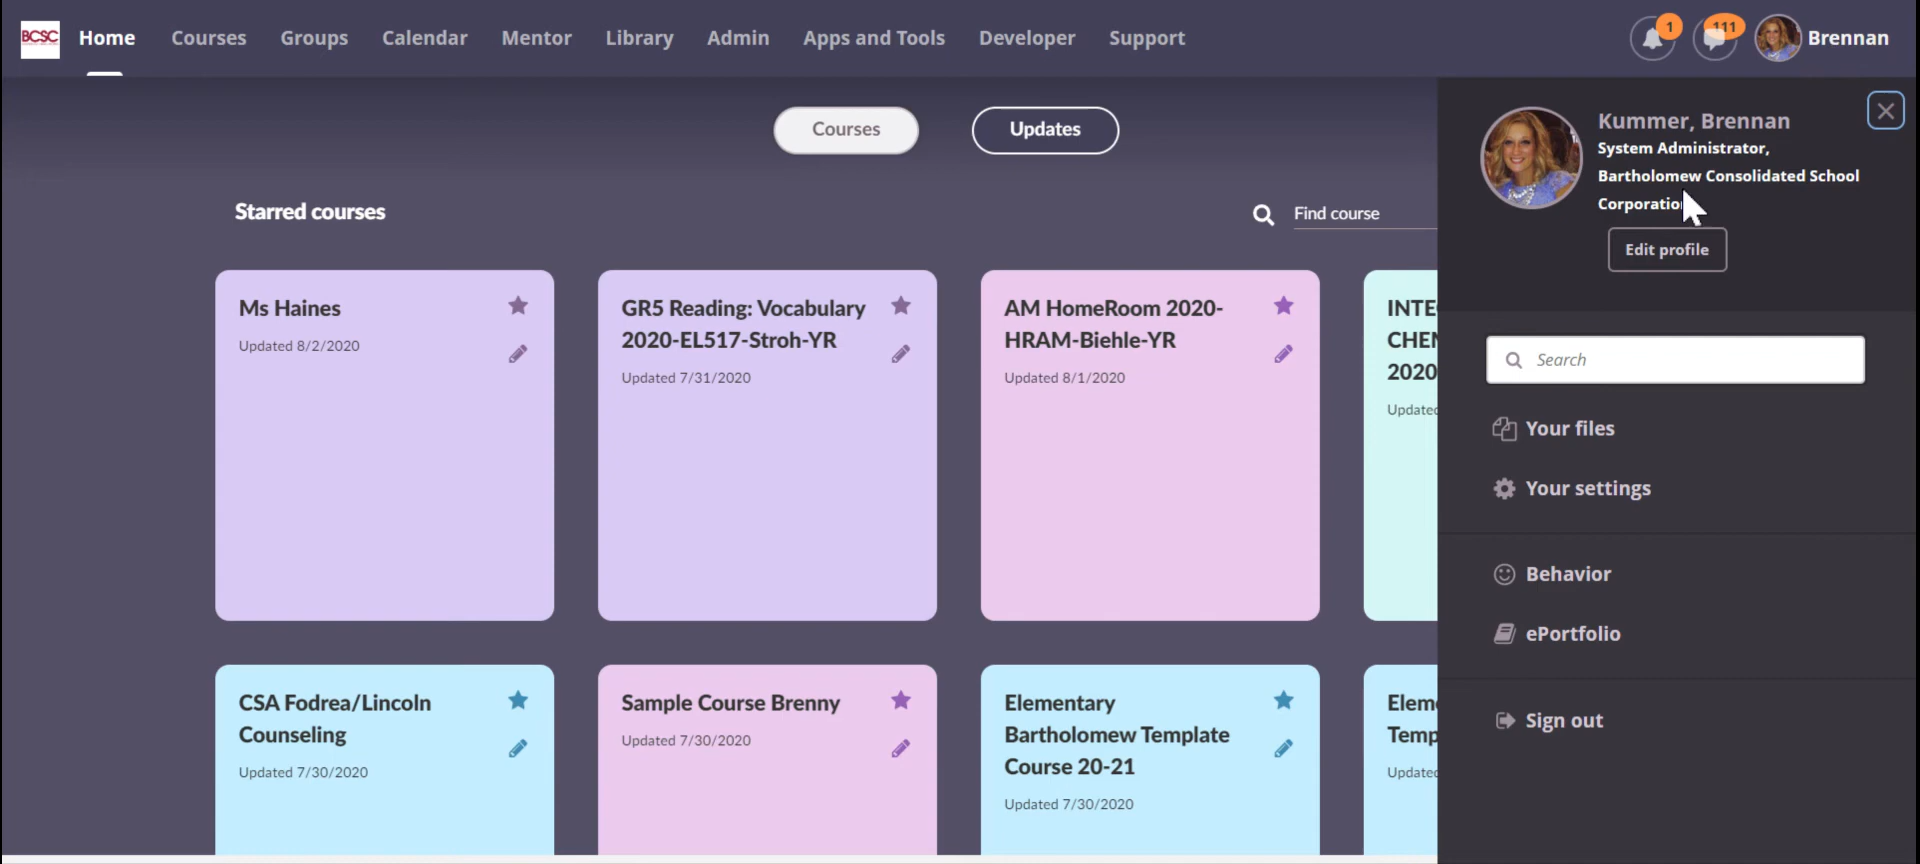 BCSC
Home Courses Groups Calendar Mentor Library Admin Apps and Tools Developer Support
1
111
Brennan
Courses
Updates
Starred courses
Find course
Ms Haines
Updated 8/2/2020
GR5 Reading: Vocabulary
2020-EL517-Stroh-YR
Updated 7/31/2020
AM HomeRoom 2020-
HRAM-Biehle-YR
Updated 8/1/2020
2020
CSA Fodrea/Lincoln
Counseling
Updated 7/30/2020
Sample Course Brenny
Updated 7/30/2020
Elementary
Bartholomew Template
Course 20-21
Updated 7/30/2020
Kummer, Brennan
System Administrator,
Bartholomew Consolidated School
Edit profile
Search
Your files
Your settings
Behavior
ePortfolio
Sign out